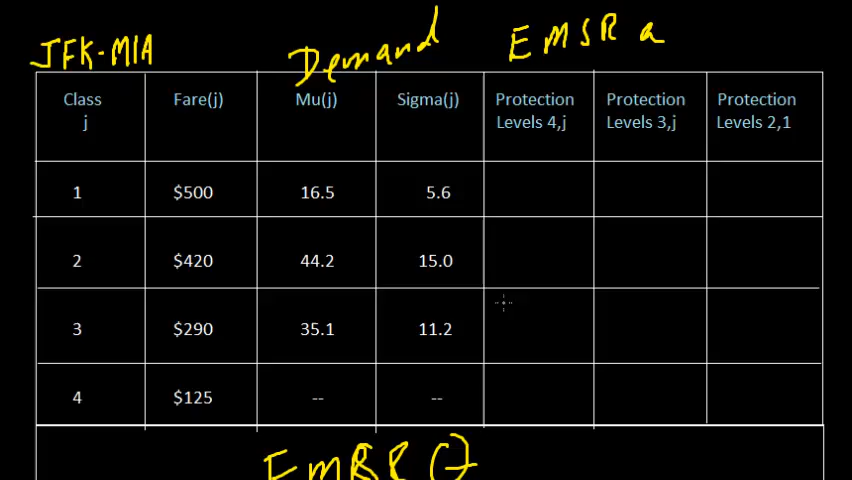 JFK-MIA Demand EMSR a
Class Fare(j) Mu(j) Sigma(j) Protection Protection Protection
j Levels 4,j Levels 3,j Levels 2,1
1 $500 16.5 5.6
2 $420 44.2 15.0
3 $290 35.1 11.2
4 $125 -- --